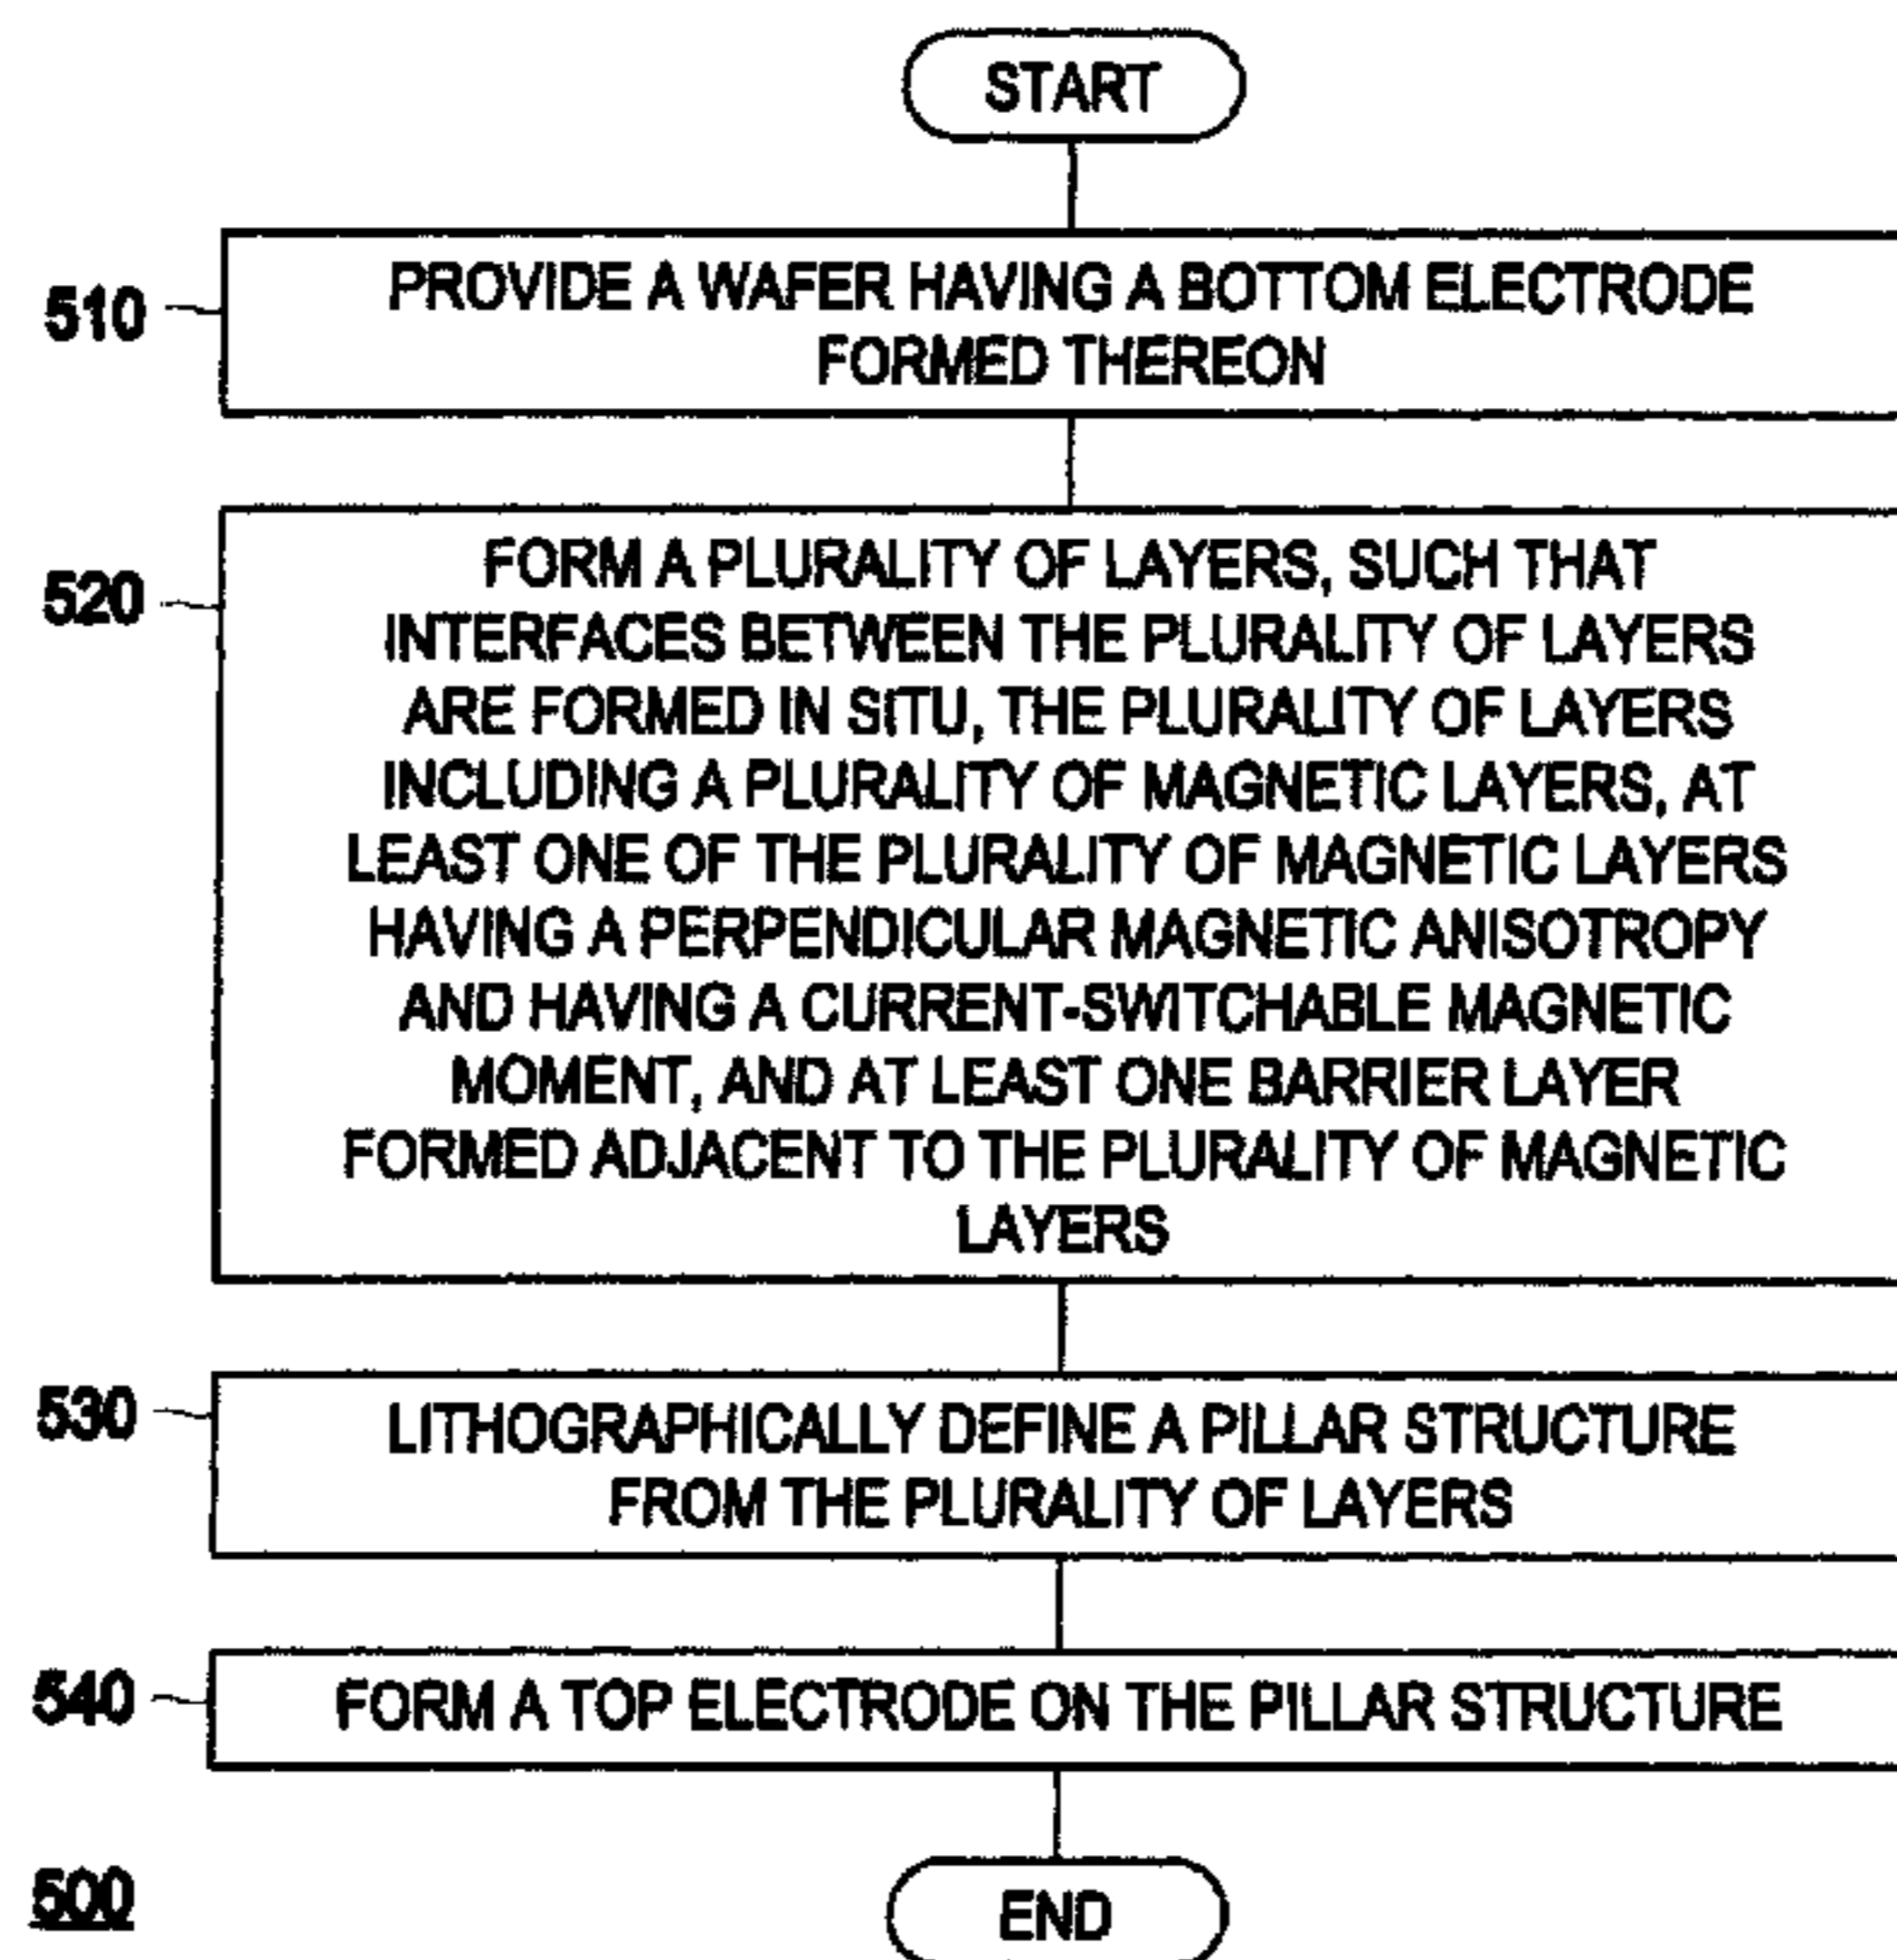 START
510
PROVIDE A WAFER HAVING A BOTTOM ELECTRODE
FORMED THEREON
520
FORM A PLURALITY OF LAYERS, SUCH THAT
INTERFACES BETWEEN THE PLURALITY OF LAYERS
ARE FORMED IN SITU, THE PLURALITY OF LAYERS
INCLUDING A PLURALITY OF MAGNETIC LAYERS, AT
LEAST ONE OF THE PLURALITY OF MAGNETIC LAYERS
HAVING A PERPENDICULAR MAGNETIC ANISOTROPY
AND HAVING A CURRENT-SWITCHABLE MAGNETIC
MOMENT, AND AT LEAST ONE BARRIER LAYER
FORMED ADJACENT TO THE PLURALITY OF MAGNETIC
LAYERS
530
LITHOGRAPHICALLY DEFINE A PILLAR STRUCTURE
FROM THE PLURALITY OF LAYERS
540
FORM A TOP ELECTRODE ON THE PILLAR STRUCTURE
500
END